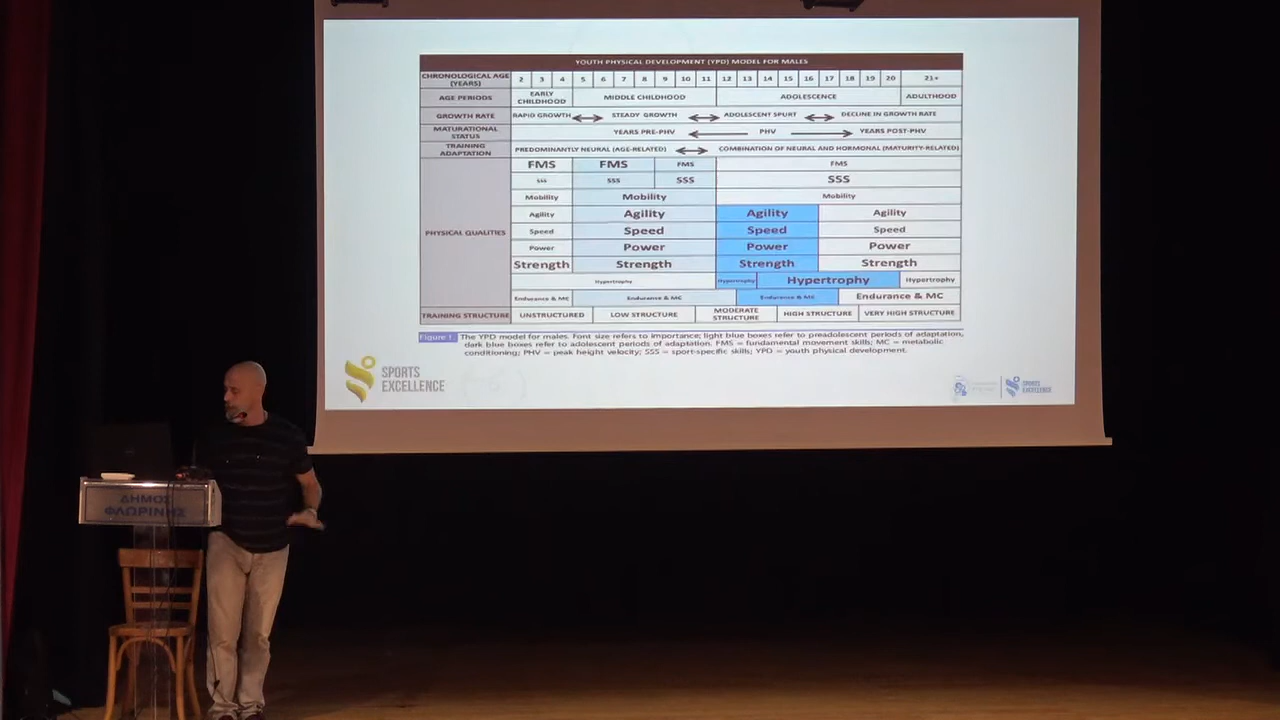 YOUTH PHYSICAL DEVELOPMENT (YPD) MODEL FOR MALES
CHRONOLOGICAL AGE (YEARS) 2 3 4 5 6 7 8 9 10 11 12 13 14 15 16 17 18 19 20 21+
AGE PERIODS EARLY CHILDHOOD MIDDLE CHILDHOOD ADOLESCENCE ADULTHOOD
GROWTH RATE RAPID GROWTH STEADY GROWTH ADOLESCENT SPURT DECLINE IN GROWTH RATE
MATURATIONAL STATUS YEARS PRE-PHV PHV YEARS POST-PHV
TRAINING ADAPTATION PREDOMINANTLY NEURAL (AGE-RELATED) COMBINATION OF NEURAL AND HORMONAL (MATURITY-RELATED)
PHYSICAL QUALITIES
FMS FMS FMS FMS
SSS SSS SSS SSS
Mobility Mobility Mobility
Agility Agility Agility Agility
Speed Speed Speed Speed
Power Power Power Power
Strength Strength Strength Strength
Hypertrophy Hypertrophy Hypertrophy Hypertrophy
Endurance & MC Endurance & MC Endurance & MC Endurance & MC
TRAINING STRUCTURE UNSTRUCTURED LOW STRUCTURE MODERATE STRUCTURE HIGH STRUCTURE VERY HIGH STRUCTURE
Figure 1. The YPD model for males. Font size refers to importance; light blue boxes refer to preadolescent periods of adaptation,
dark blue boxes refer to adolescent periods of adaptation. FMS = fundamental movement skills; MC = metabolic
conditioning; PHV = peak height velocity; SSS = sport-specific skills; YPD = youth physical development.
SPORTS
EXCELLENCE
SPORTS
EXCELLENCE
ΔΗΜΟΣ
ΦΛΩΡΙΝΗΣ